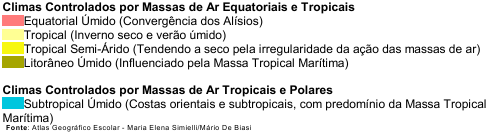 Climas Controlados por Massas de Ar Equatoriais e Tropicais
Equatorial Úmido (Convergência dos Alísios)
Tropical (Inverno seco e verão úmido)
Tropical Semi-Árido (Tendendo a seco pela irregularidade da ação das massas de ar)
Litorâneo Úmido (Influenciado pela Massa Tropical Marítima)
Climas Controlados por Massas de Ar Tropicais e Polares
Subtropical Úmido (Costas orientais e subtropicais, com predomínio da Massa Tropical
Marítima)
Fonte: Atlas Geográfico Escolar - Maria Elena Simielli/Mário De Biasi